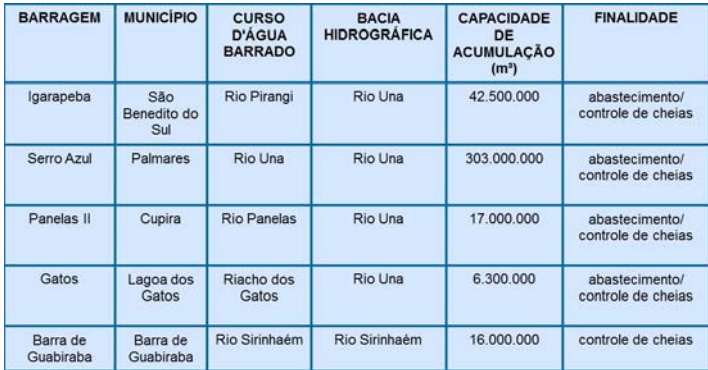 BARRAGEM MUNICÍPIO CURSO D'ÁGUA BARRADO BACIA HIDROGRÁFICA CAPACIDADE DE ACUMULAÇÃO (m³) FINALIDADE
Igarapeba São Benedito do Sul Rio Pirangi Rio Una 42.500.000 abastecimento/ controle de cheias
Serro Azul Palmares Rio Una Rio Una 303.000.000 abastecimento/ controle de cheias
Panelas II Cupira Rio Panelas Rio Una 17.000.000 abastecimento/ controle de cheias
Gatos Lagoa dos Gatos Riacho dos Gatos Rio Una 6.300.000 abastecimento/ controle de cheias
Barra de Guabiraba Barra de Guabiraba Rio Sirinhaém Rio Sirinhaém 16.000.000 controle de cheias